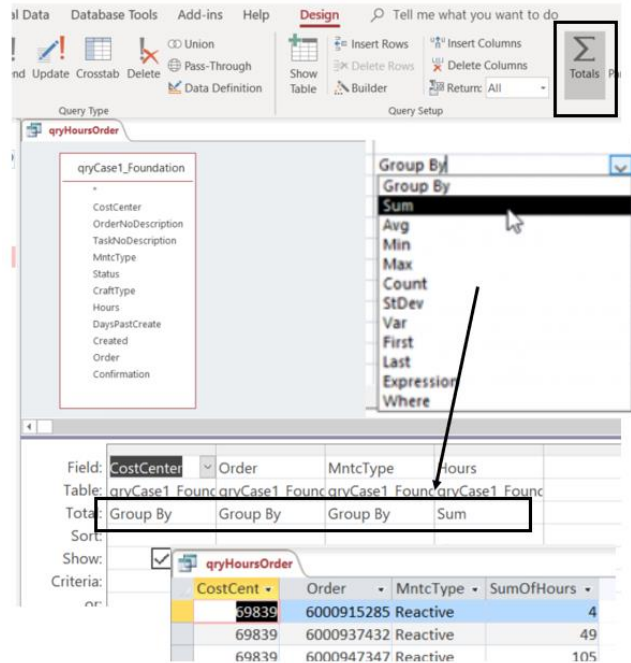 al Data Database Tools Add-ins Help Design Tell me what you want to do
Union
Pass-Through
Data Definition
nd Update Crosstab Delete
Query Type
Show
Table
Insert Rows
Delete Rows
Builder
Insert Columns
Delete Columns
Return: All
Query Setup
Σ
Totals
qryHoursOrder
qryCase1_Foundation
*
CostCenter
OrderNoDescription
TaskNoDescription
MntcType
Status
CraftType
Hours
DaysPastCreate
Created
Order
Confirmation
Group By
Group By
Sum
Avg
Min
Max
Count
StDev
Var
First
Last
Expression
Where
Field: CostCenter Order MntcType Hours
Table: qryCase1_Found qryCase1_Found qryCase1_Found qryCase1_Found
Total: Group By Group By Group By Sum
Sort:
Show:
Criteria:
or:
qryHoursOrder
CostCent Order MntcType SumOfHours
69839 6000915285 Reactive 4
69839 6000937432 Reactive 49
69839 6000947347 Reactive 105